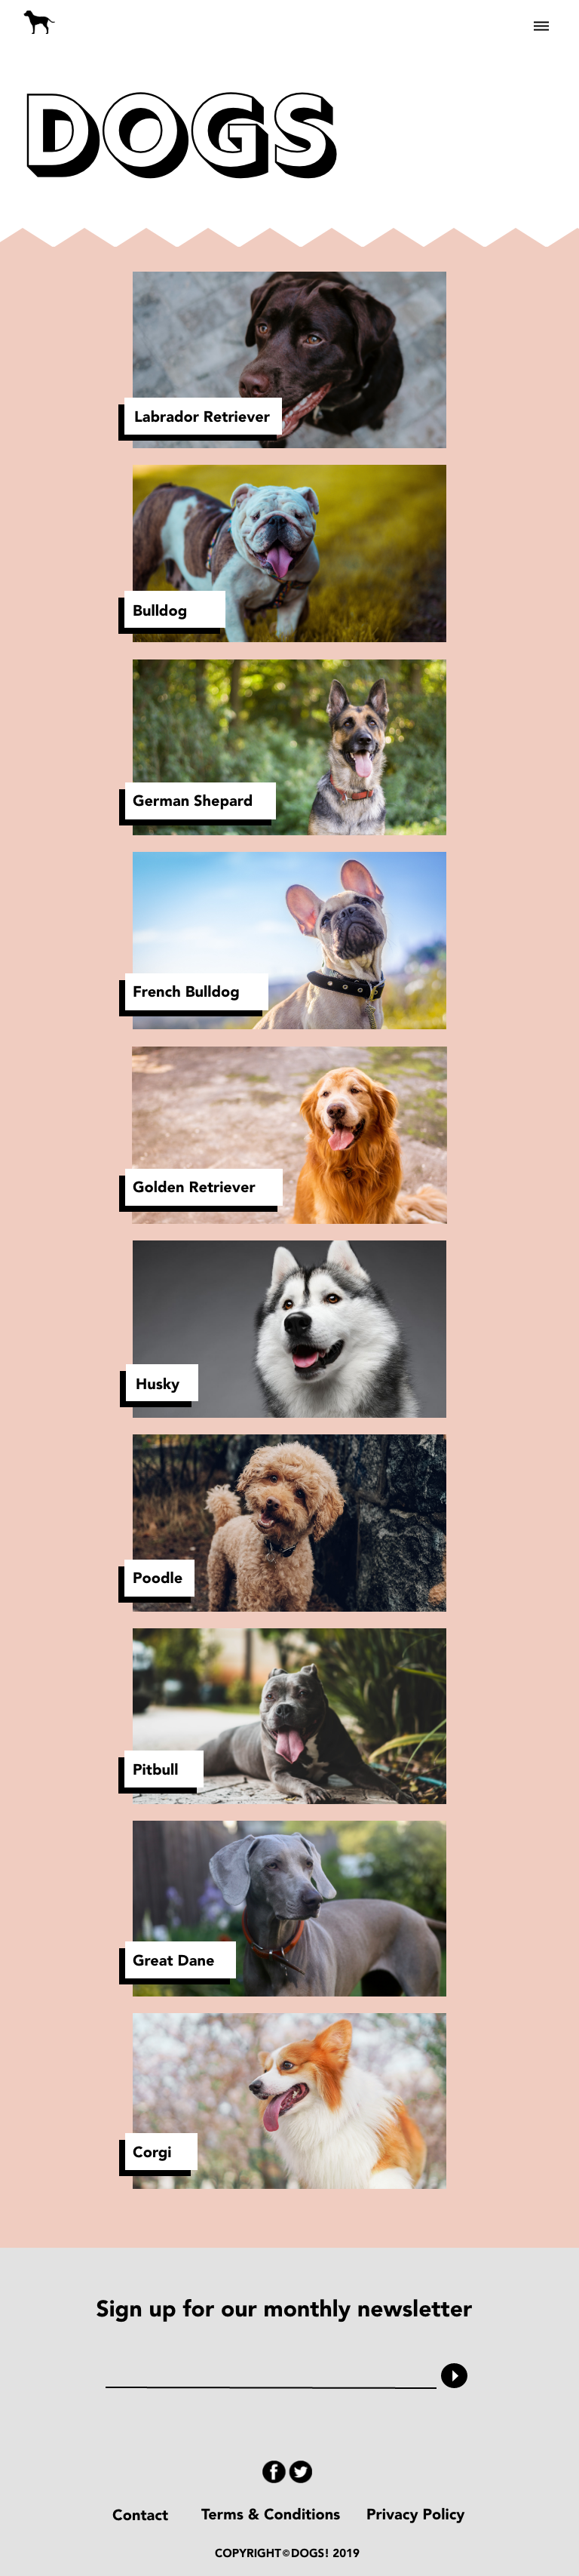 DOGS
Labrador Retriever
Bulldog
German Shepard
French Bulldog
Golden Retriever
Husky
Poodle
Pitbull
Great Dane
Corgi
Sign up for our monthly newsletter
Contact Terms & Conditions Privacy Policy
COPYRIGHT©DOGS! 2019